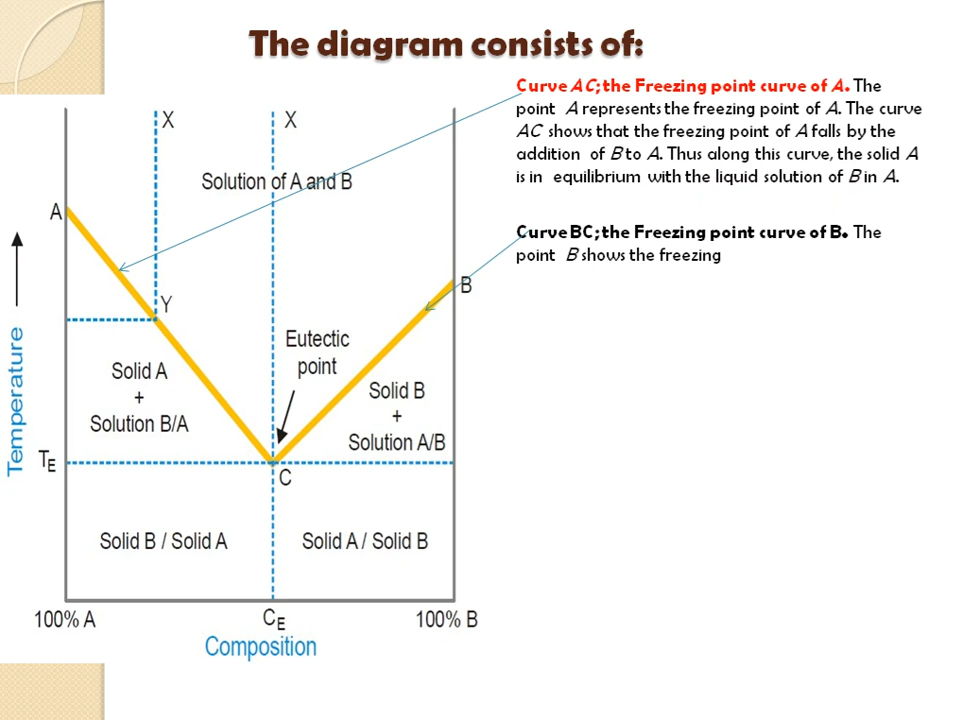 The diagram consists of:
Curve AC; the Freezing point curve of A. The
point A represents the freezing point of A. The curve
AC shows that the freezing point of A falls by the
addition of B to A. Thus along this curve, the solid A
is in equilibrium with the liquid solution of B in A.
Curve BC; the Freezing point curve of B. The
point B shows the freezing
X
X
Solution of A and B
A
B
Y
Eutectic
point
Solid A
+
Solution B/A
Solid B
+
Solution A/B
Temperature
TE
C
Solid B / Solid A
Solid A / Solid B
100% A
CE
100% B
Composition